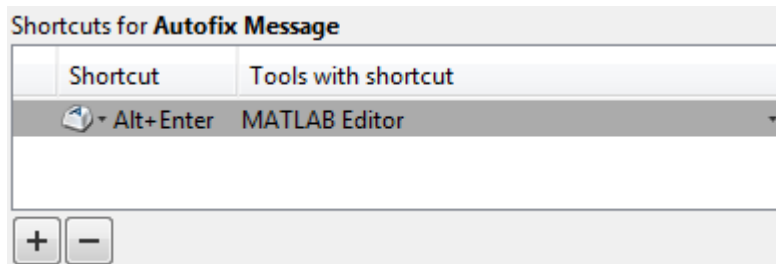 Shortcuts for Autofix Message
Shortcut Tools with shortcut
Alt+Enter MATLAB Editor
+ −